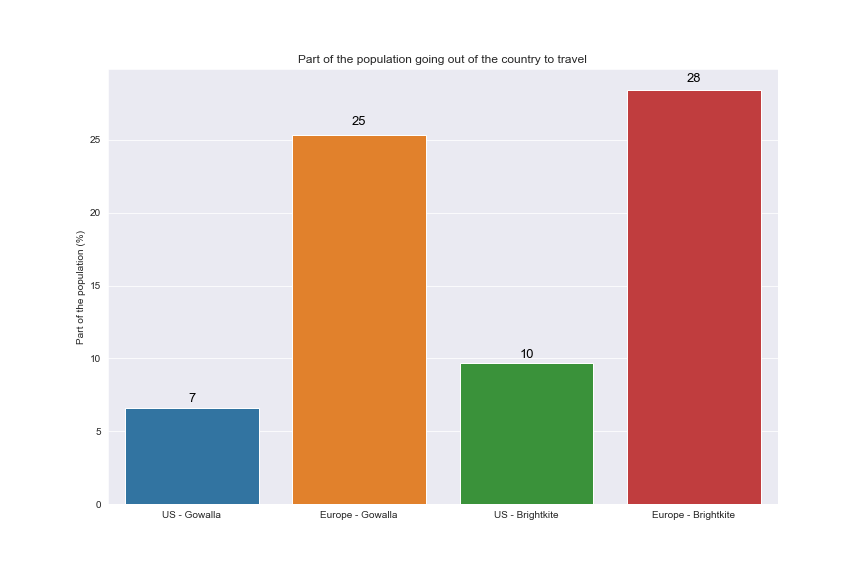 Part of the population going out of the country to travel
28
25
10
7
Part of the population (%)
25
20
15
10
5
0
US - Gowalla
Europe - Gowalla
US - Brightkite
Europe - Brightkite